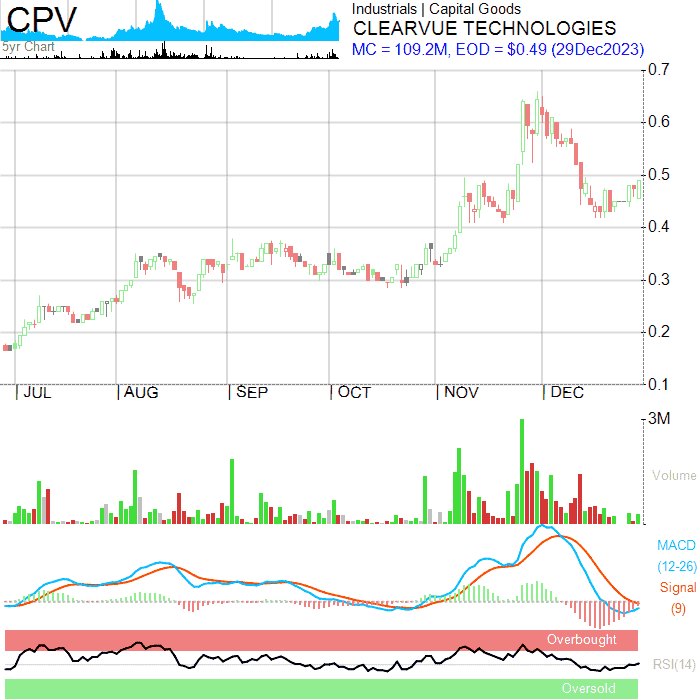 CPV
5yr Chart
Industrials | Capital Goods
CLEARVUE TECHNOLOGIES
MC = 109.2M, EOD = $0.49 (29Dec2023)
0.7
0.6
0.5
0.4
0.3
0.2
0.1
| JUL | AUG | SEP | OCT | NOV | DEC
3M
Volume
MACD
(12-26)
Signal
(9)
Overbought
RSI(14)
Oversold